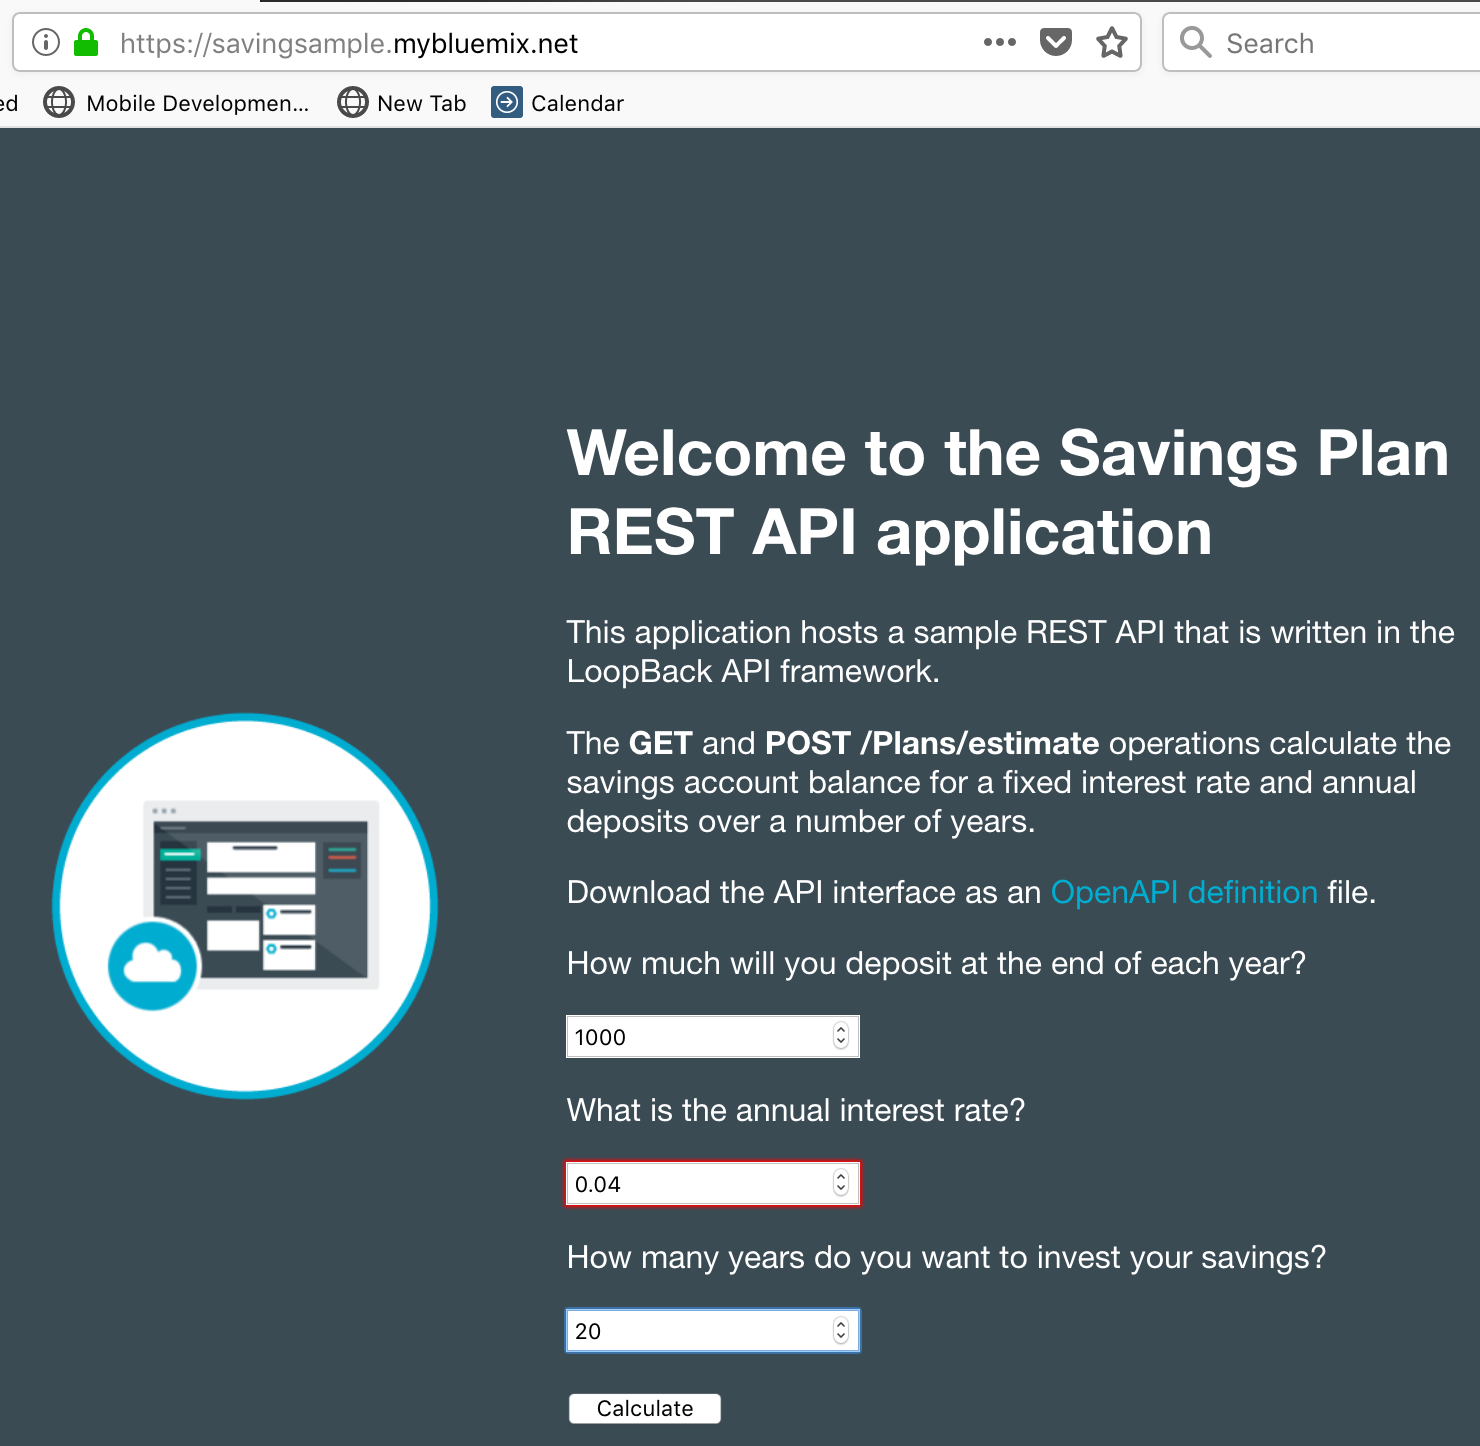 https://savingsample.mybluemix.net
Search
ed
Mobile Developmen...
New Tab
Calendar
Welcome to the Savings Plan
REST API application
This application hosts a sample REST API that is written in the
LoopBack API framework.
The GET and POST /Plans/estimate operations calculate the
savings account balance for a fixed interest rate and annual
deposits over a number of years.
Download the API interface as an OpenAPI definition file.
How much will you deposit at the end of each year?
1000
What is the annual interest rate?
0.04
How many years do you want to invest your savings?
20
Calculate